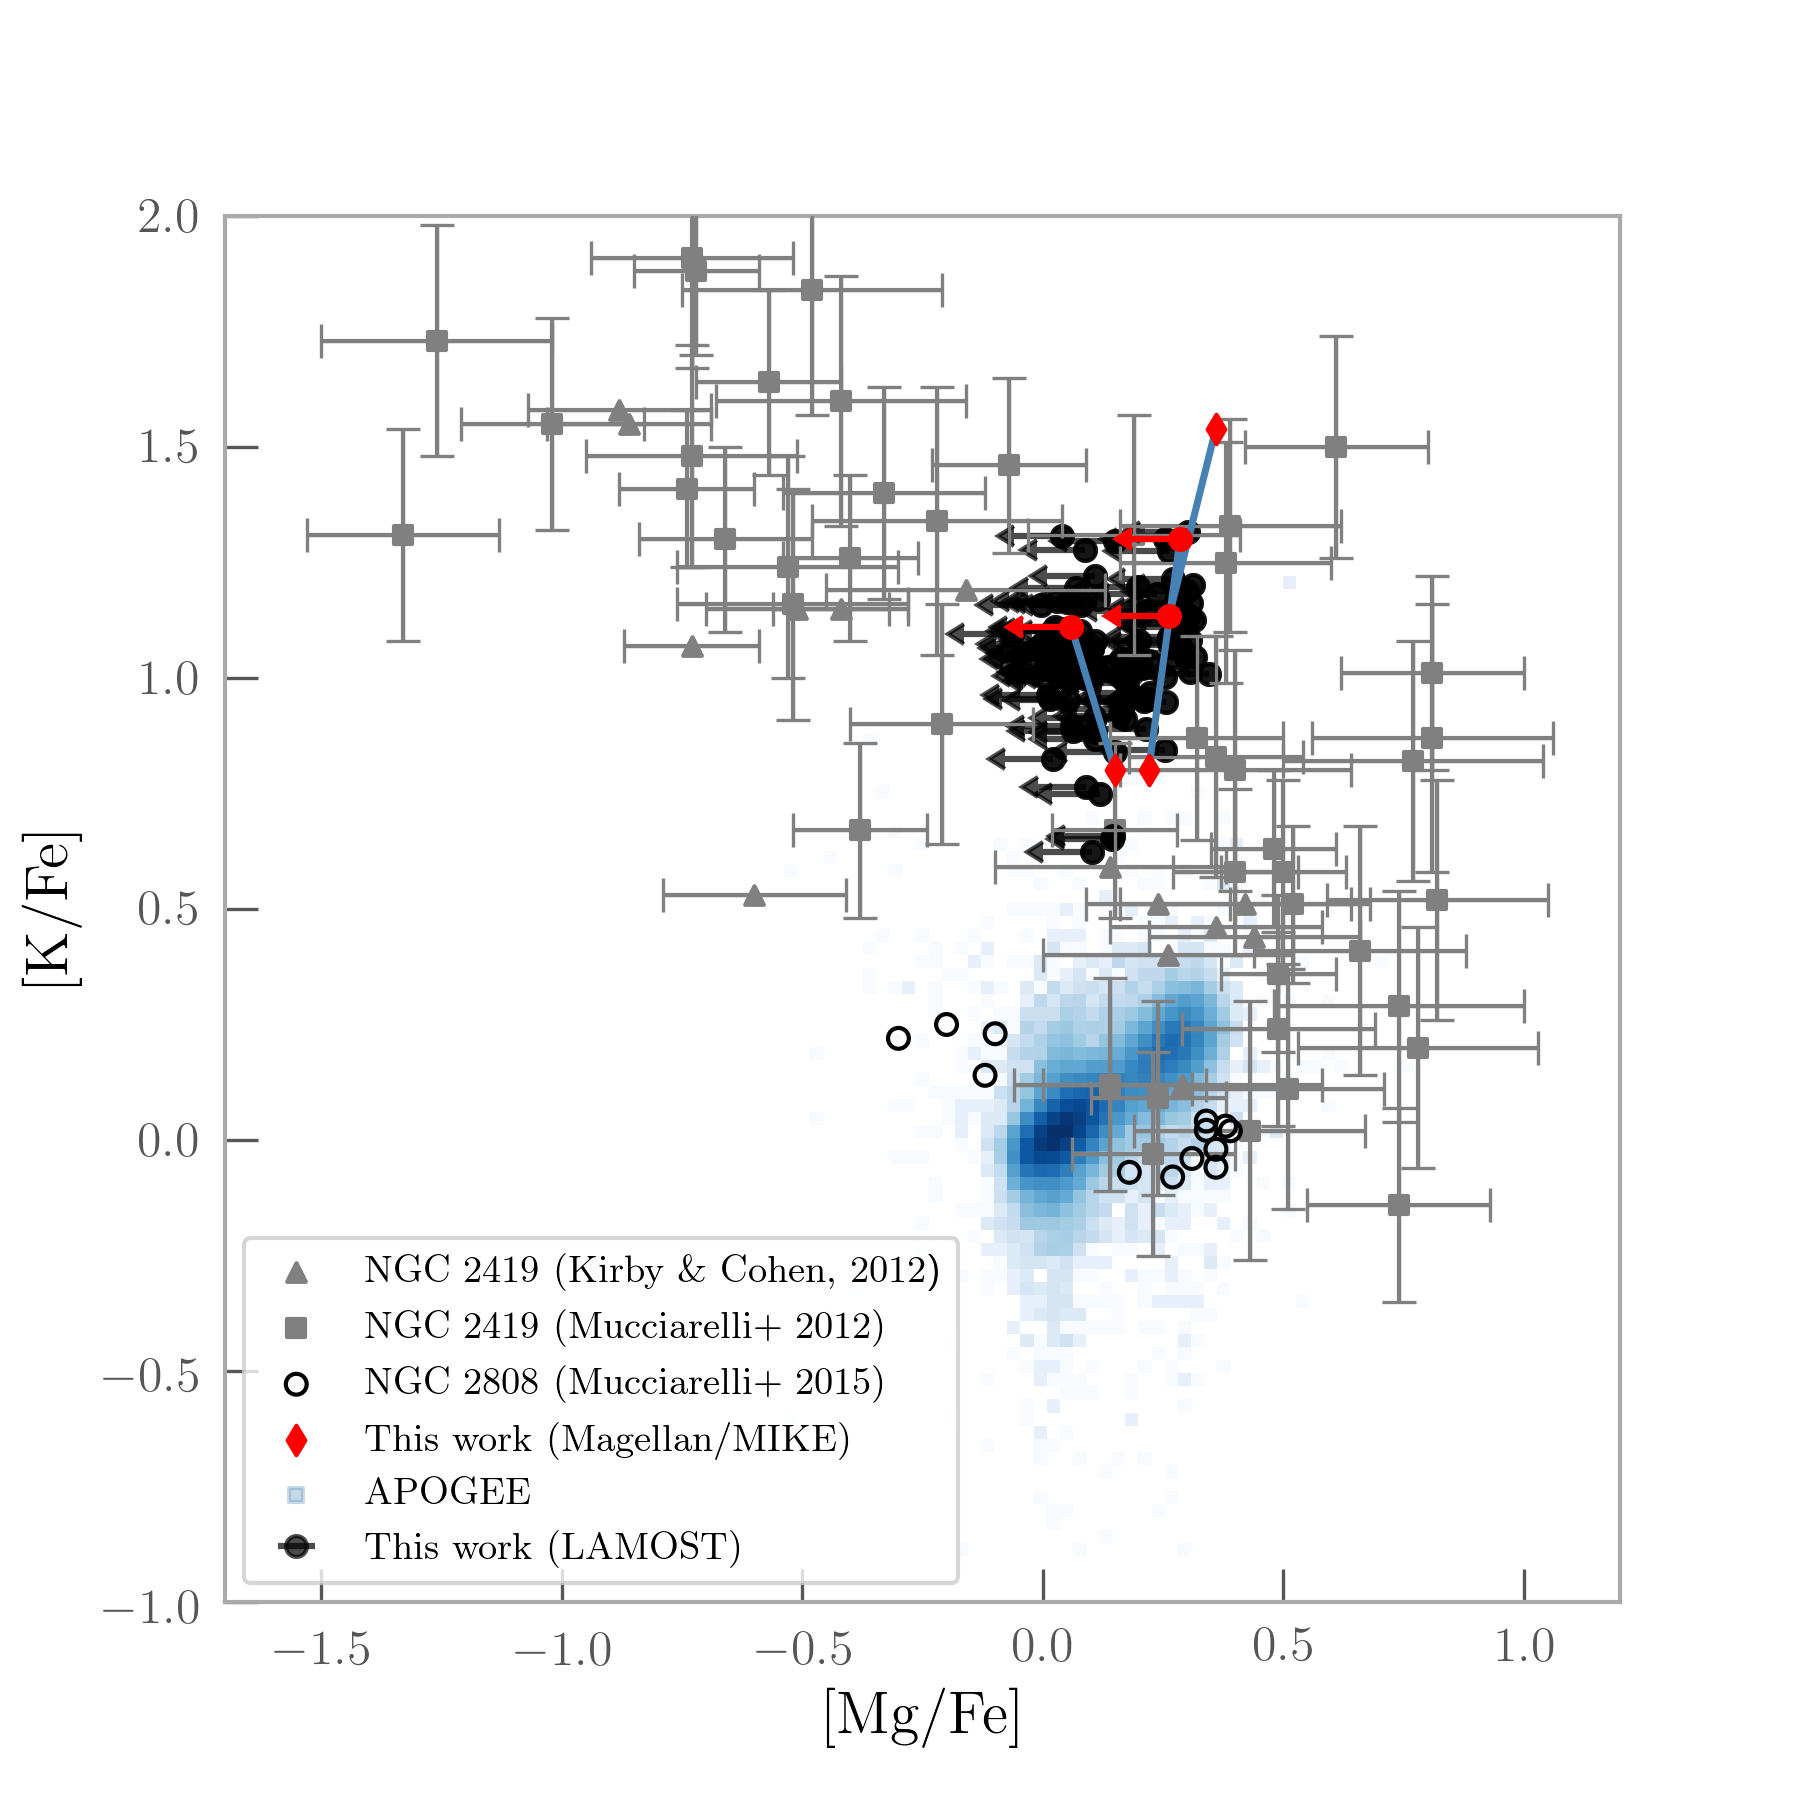 2.0
1.5
1.0
0.5
0.0
−0.5
−1.0
[K/Fe]
NGC 2419 (Kirby & Cohen, 2012)
NGC 2419 (Mucciarelli+ 2012)
NGC 2808 (Mucciarelli+ 2015)
This work (Magellan/MIKE)
APOGEE
This work (LAMOST)
−1.5 −1.0 −0.5 0.0 0.5 1.0
[Mg/Fe]